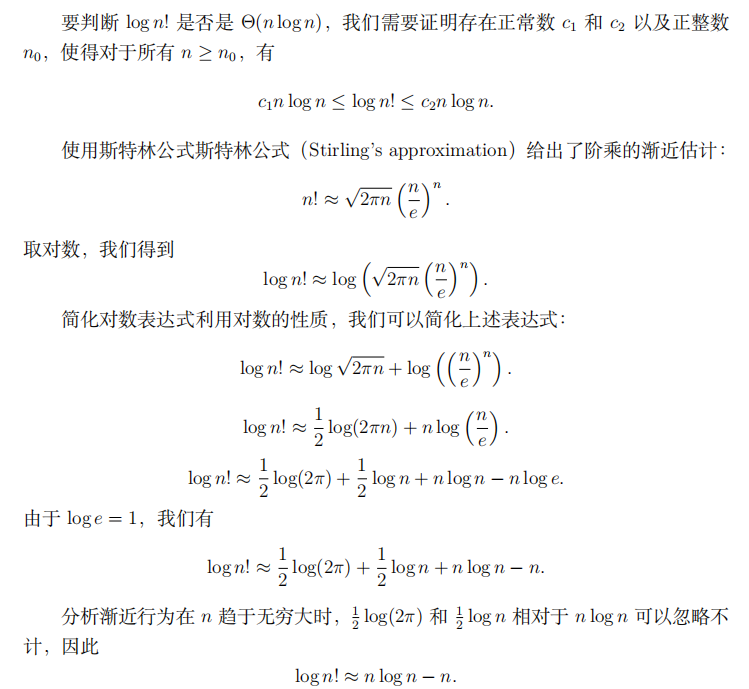 要判断 log n! 是否是 Θ(n log n)，我们需要证明存在正常数 c₁ 和 c₂ 以及正整数
n₀，使得对于所有 n ≥ n₀，有
c₁n log n ≤ log n! ≤ c₂n log n.
使用斯特林公式斯特林公式（Stirling's approximation）给出了阶乘的渐近估计：
n! ≈ √(2πn) (n/e)ⁿ.
取对数，我们得到
log n! ≈ log (√(2πn) (n/e)ⁿ).
简化对数表达式利用对数的性质，我们可以简化上述表达式：
log n! ≈ log √(2πn) + log ((n/e)ⁿ).
log n! ≈ 1/2 log(2πn) + n log (n/e).
log n! ≈ 1/2 log(2π) + 1/2 log n + n log n − n log e.
由于 log e = 1，我们有
log n! ≈ 1/2 log(2π) + 1/2 log n + n log n − n.
分析渐近行为在 n 趋于无穷大时，1/2 log(2π) 和 1/2 log n 相对于 n log n 可以忽略不
计，因此
log n! ≈ n log n − n.